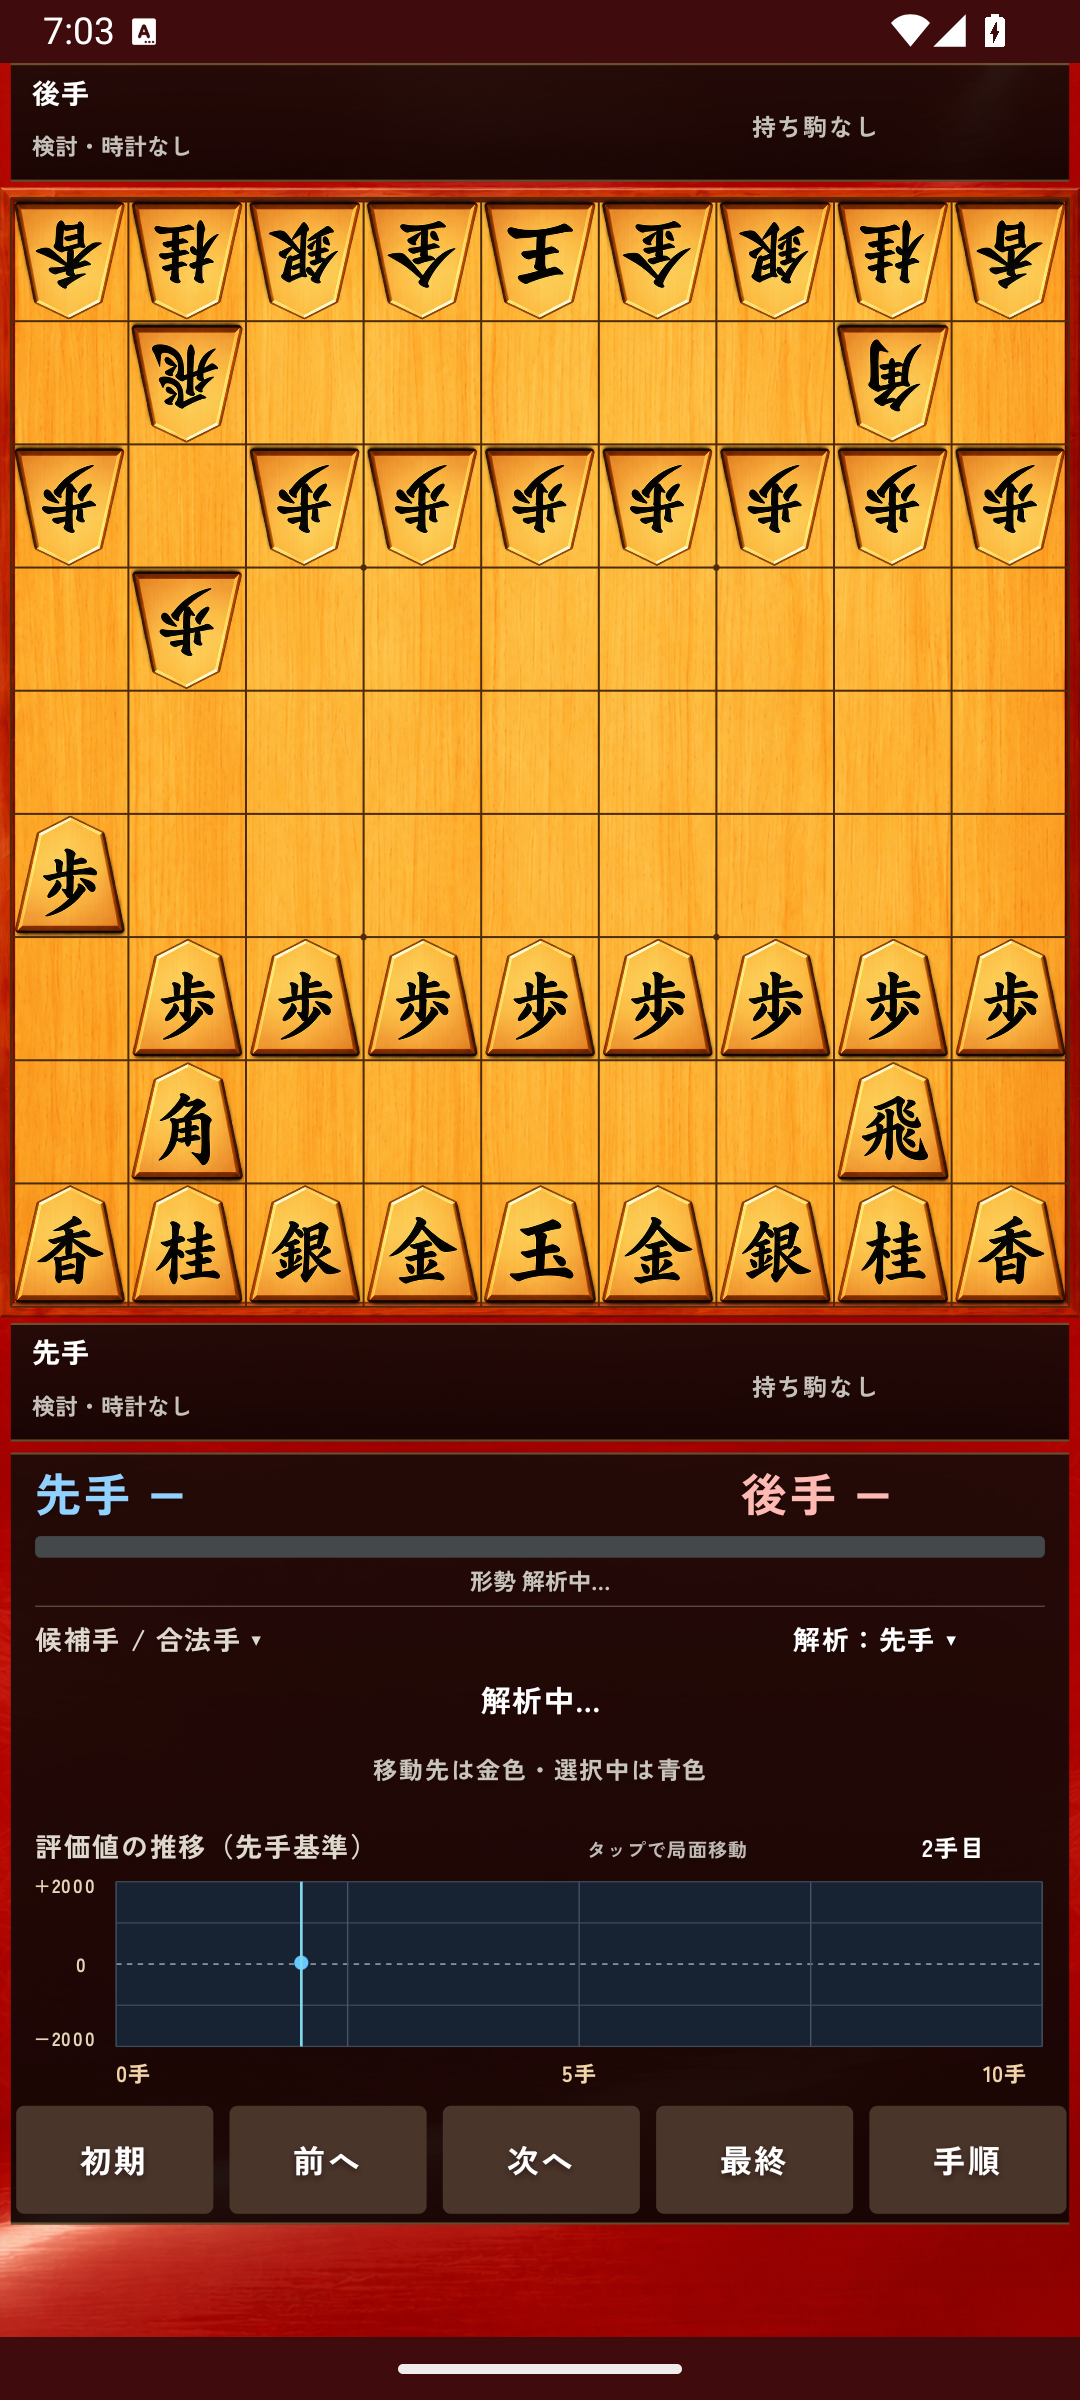 7:03 A
後手
検討・時計なし
持ち駒なし
香桂銀金王金銀桂香
飛角
歩歩歩歩歩歩歩歩
歩
歩
歩歩歩歩歩歩歩歩
角飛
香桂銀金玉金銀桂香
先手
検討・時計なし
持ち駒なし
先手 — 後手 —
形勢 解析中…
候補手 / 合法手 ▾ 解析：先手 ▾
解析中…
移動先は金色・選択中は青色
評価値の推移（先手基準） タップで局面移動 2手目
+2000
0
−2000
0手 5手 10手
初期 前へ 次へ 最終 手順